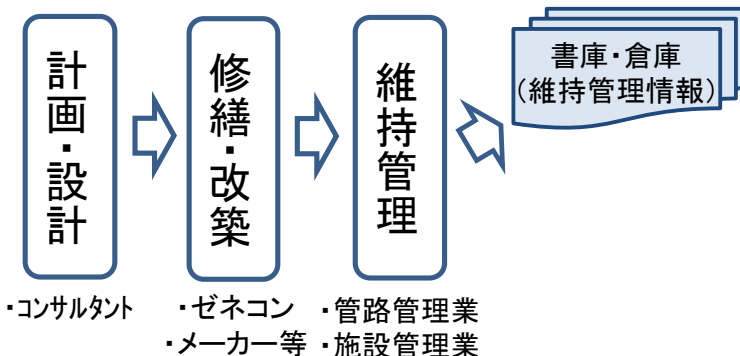 計画・設計
修繕・改築
維持管理
書庫・倉庫
(維持管理情報)
・コンサルタント
・ゼネコン
・メーカー等
・管路管理業
・施設管理業